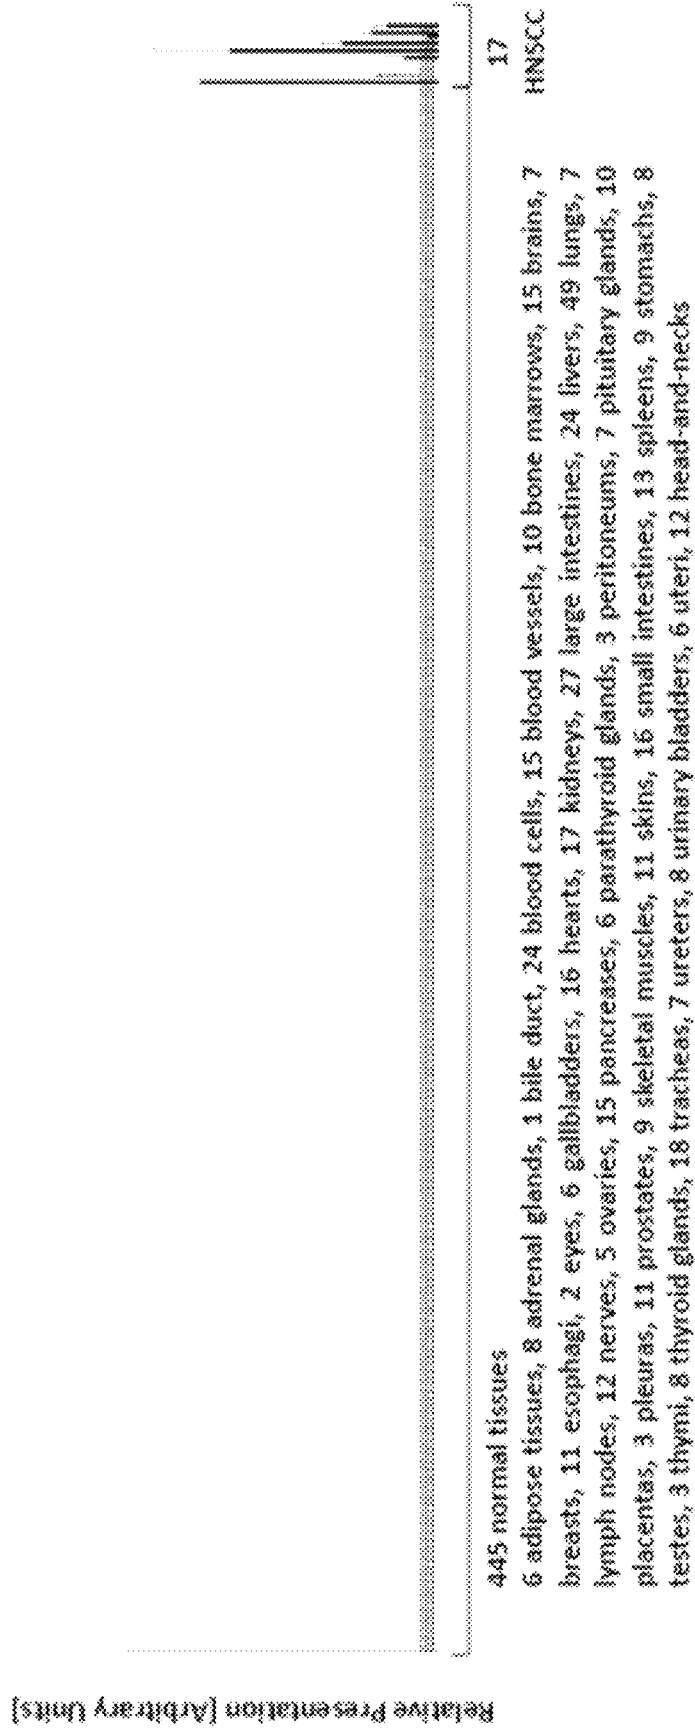 Relative Presentation [Arbitrary Units]
445 normal tissues
6 adipose tissues, 8 adrenal glands, 1 bile duct, 24 blood cells, 15 blood vessels, 10 bone marrows, 15 brains, 7
breasts, 11 esophagi, 2 eyes, 6 gallbladders, 16 hearts, 17 kidneys, 27 large intestines, 24 livers, 49 lungs, 7
lymph nodes, 12 nerves, 5 ovaries, 15 pancreases, 6 parathyroid glands, 3 peritoneums, 7 pituitary glands, 10
placentas, 3 pleuras, 11 prostates, 9 skeletal muscles, 11 skins, 16 small intestines, 13 spleens, 9 stomachs, 8
testes, 3 thymi, 8 thyroid glands, 18 tracheas, 7 ureters, 8 urinary bladders, 6 uteri, 12 head-and-necks
17
HNSCC